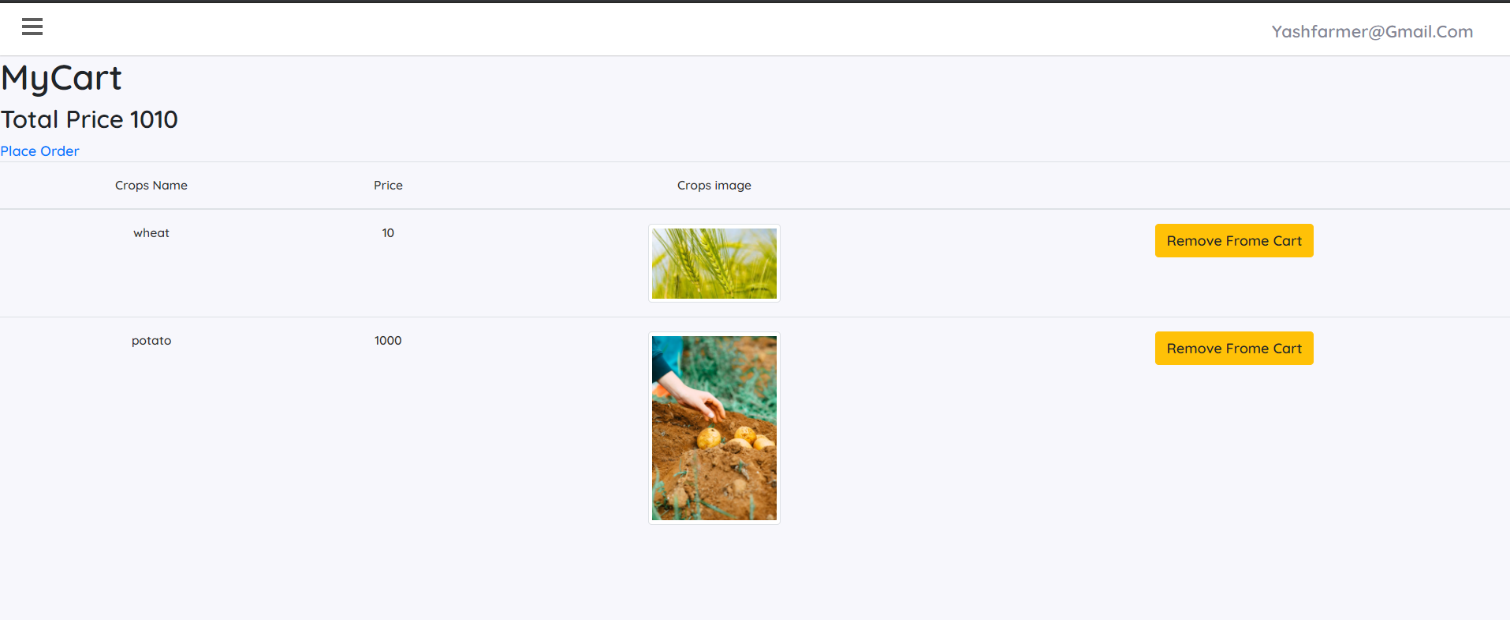 Yashfarmer@Gmail.Com
MyCart
Total Price 1010
Place Order
Crops Name Price Crops image
wheat 10 Remove Frome Cart
potato 1000 Remove Frome Cart